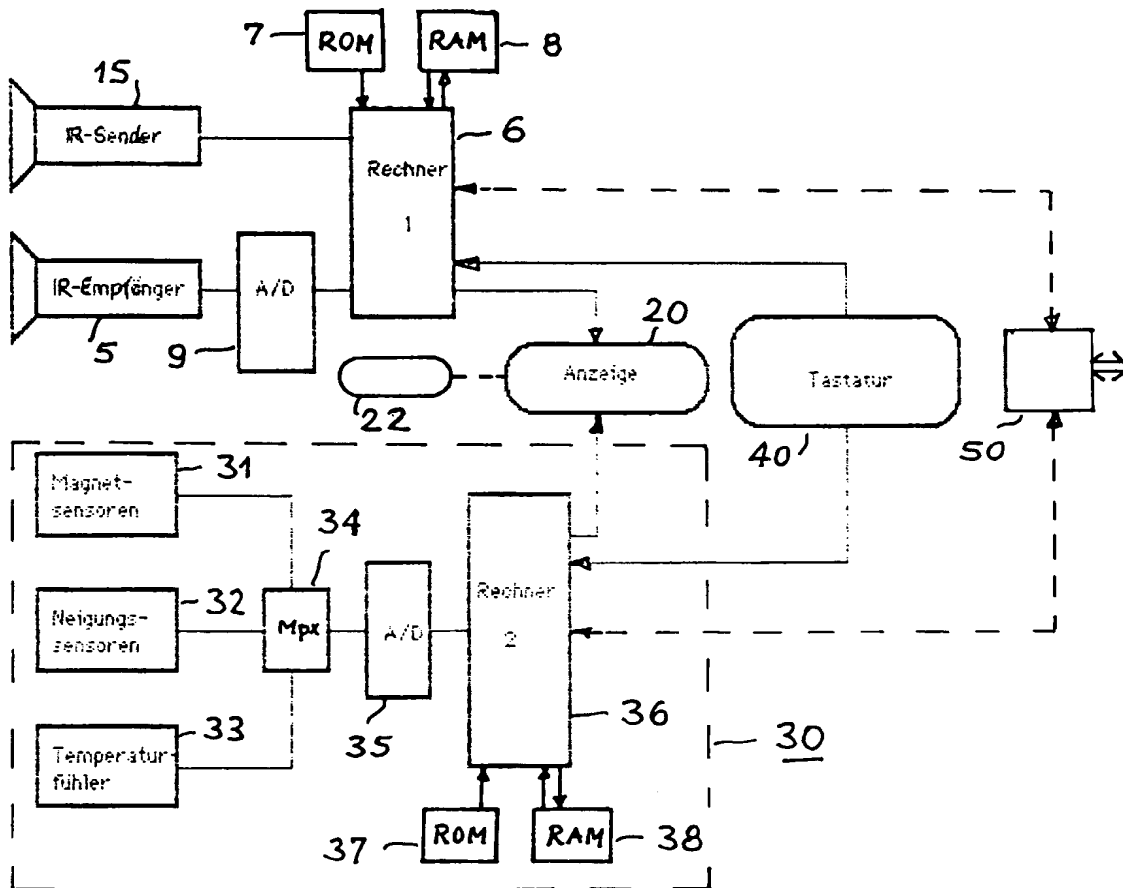 7
ROM
RAM
8
15
IR-Sender
6
Rechner
1
IR-Empfänger
A/D
5
9
20
Anzeige
22
Tastatur
40
50
31
Magnet-
sensoren
34
32
Neigungs-
sensoren
Mpx
A/D
Rechner
2
33
Temperatur-
fühler
35
36
30
37
ROM
RAM
38